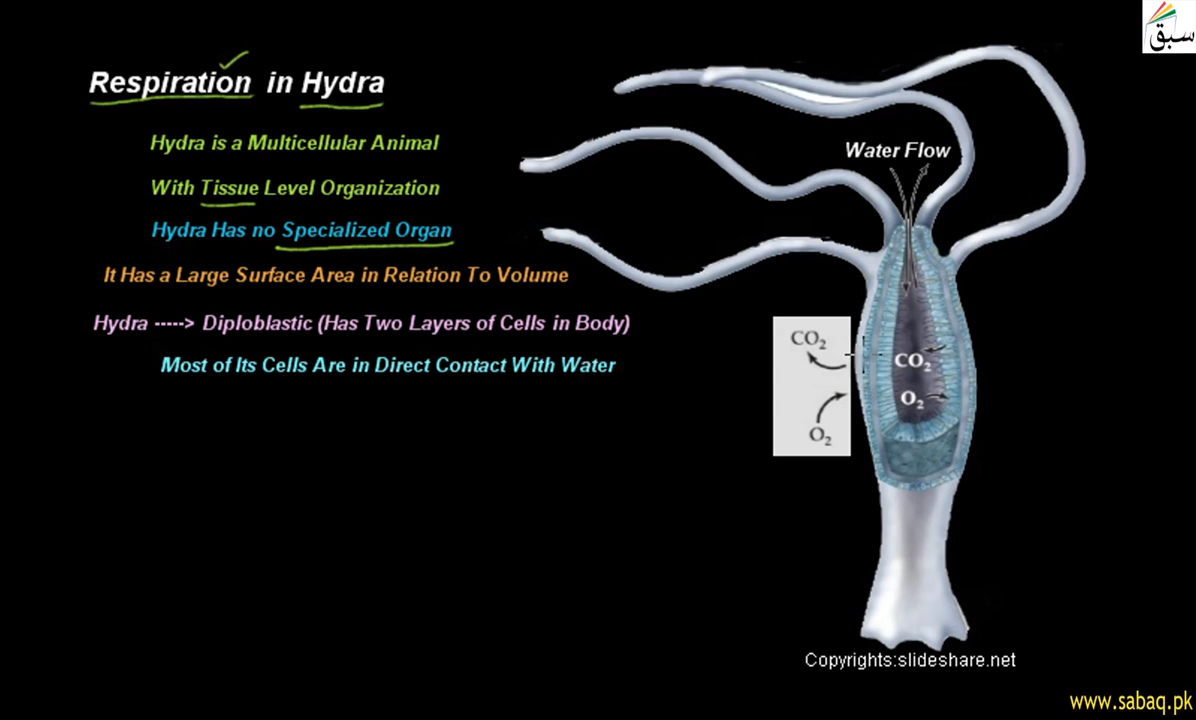 سبق
Respiration in Hydra
Hydra is a Multicellular Animal
With Tissue Level Organization
Hydra Has no Specialized Organ
It Has a Large Surface Area in Relation To Volume
Hydra -----> Diploblastic (Has Two Layers of Cells in Body)
Most of Its Cells Are in Direct Contact With Water
Water Flow
CO2
O2
CO2
O2
Copyrights:slideshare.net
www.sabaq.pk